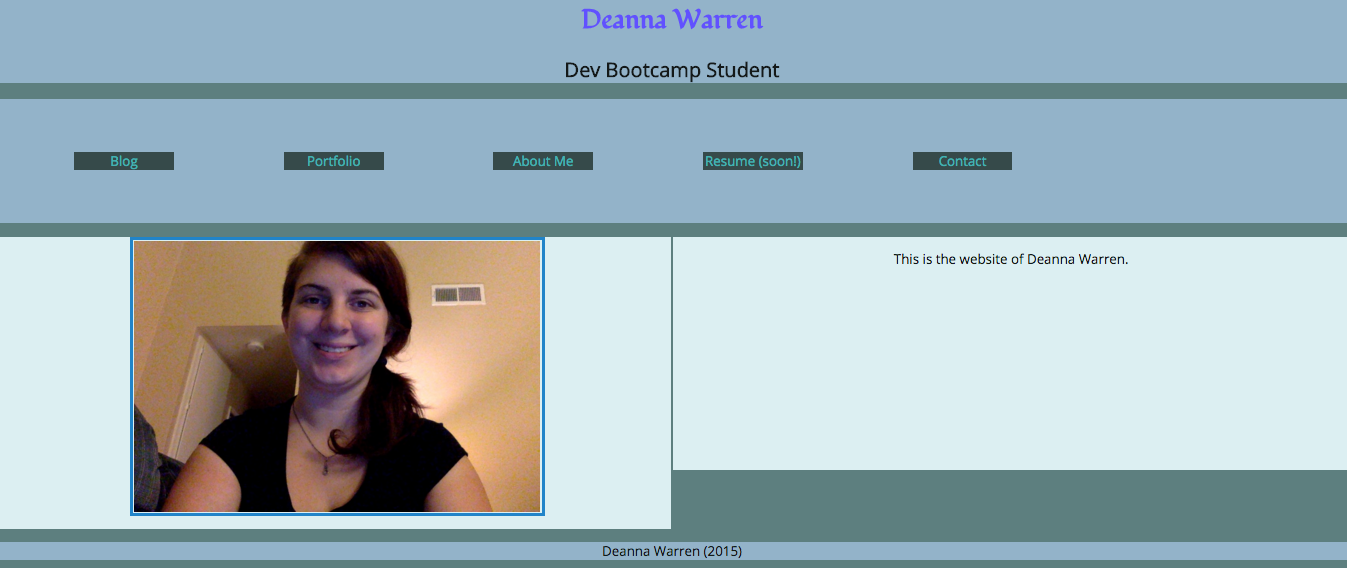 Deanna Warren
Dev Bootcamp Student
Blog
Portfolio
About Me
Resume (soon!)
Contact
This is the website of Deanna Warren.
Deanna Warren (2015)